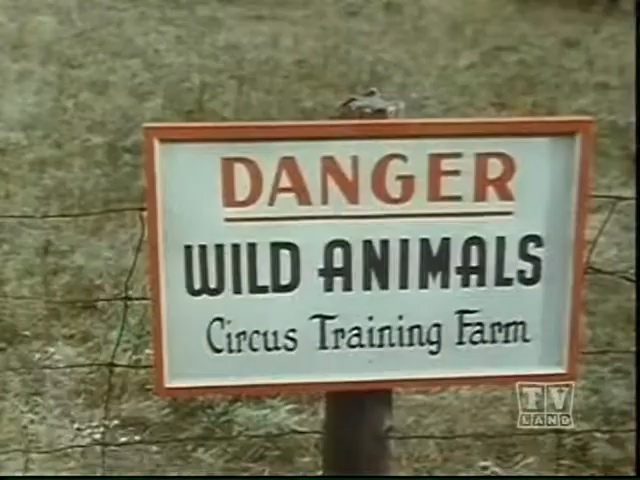 DANGER
WILD ANIMALS
Circus Training Farm
TV
LAND